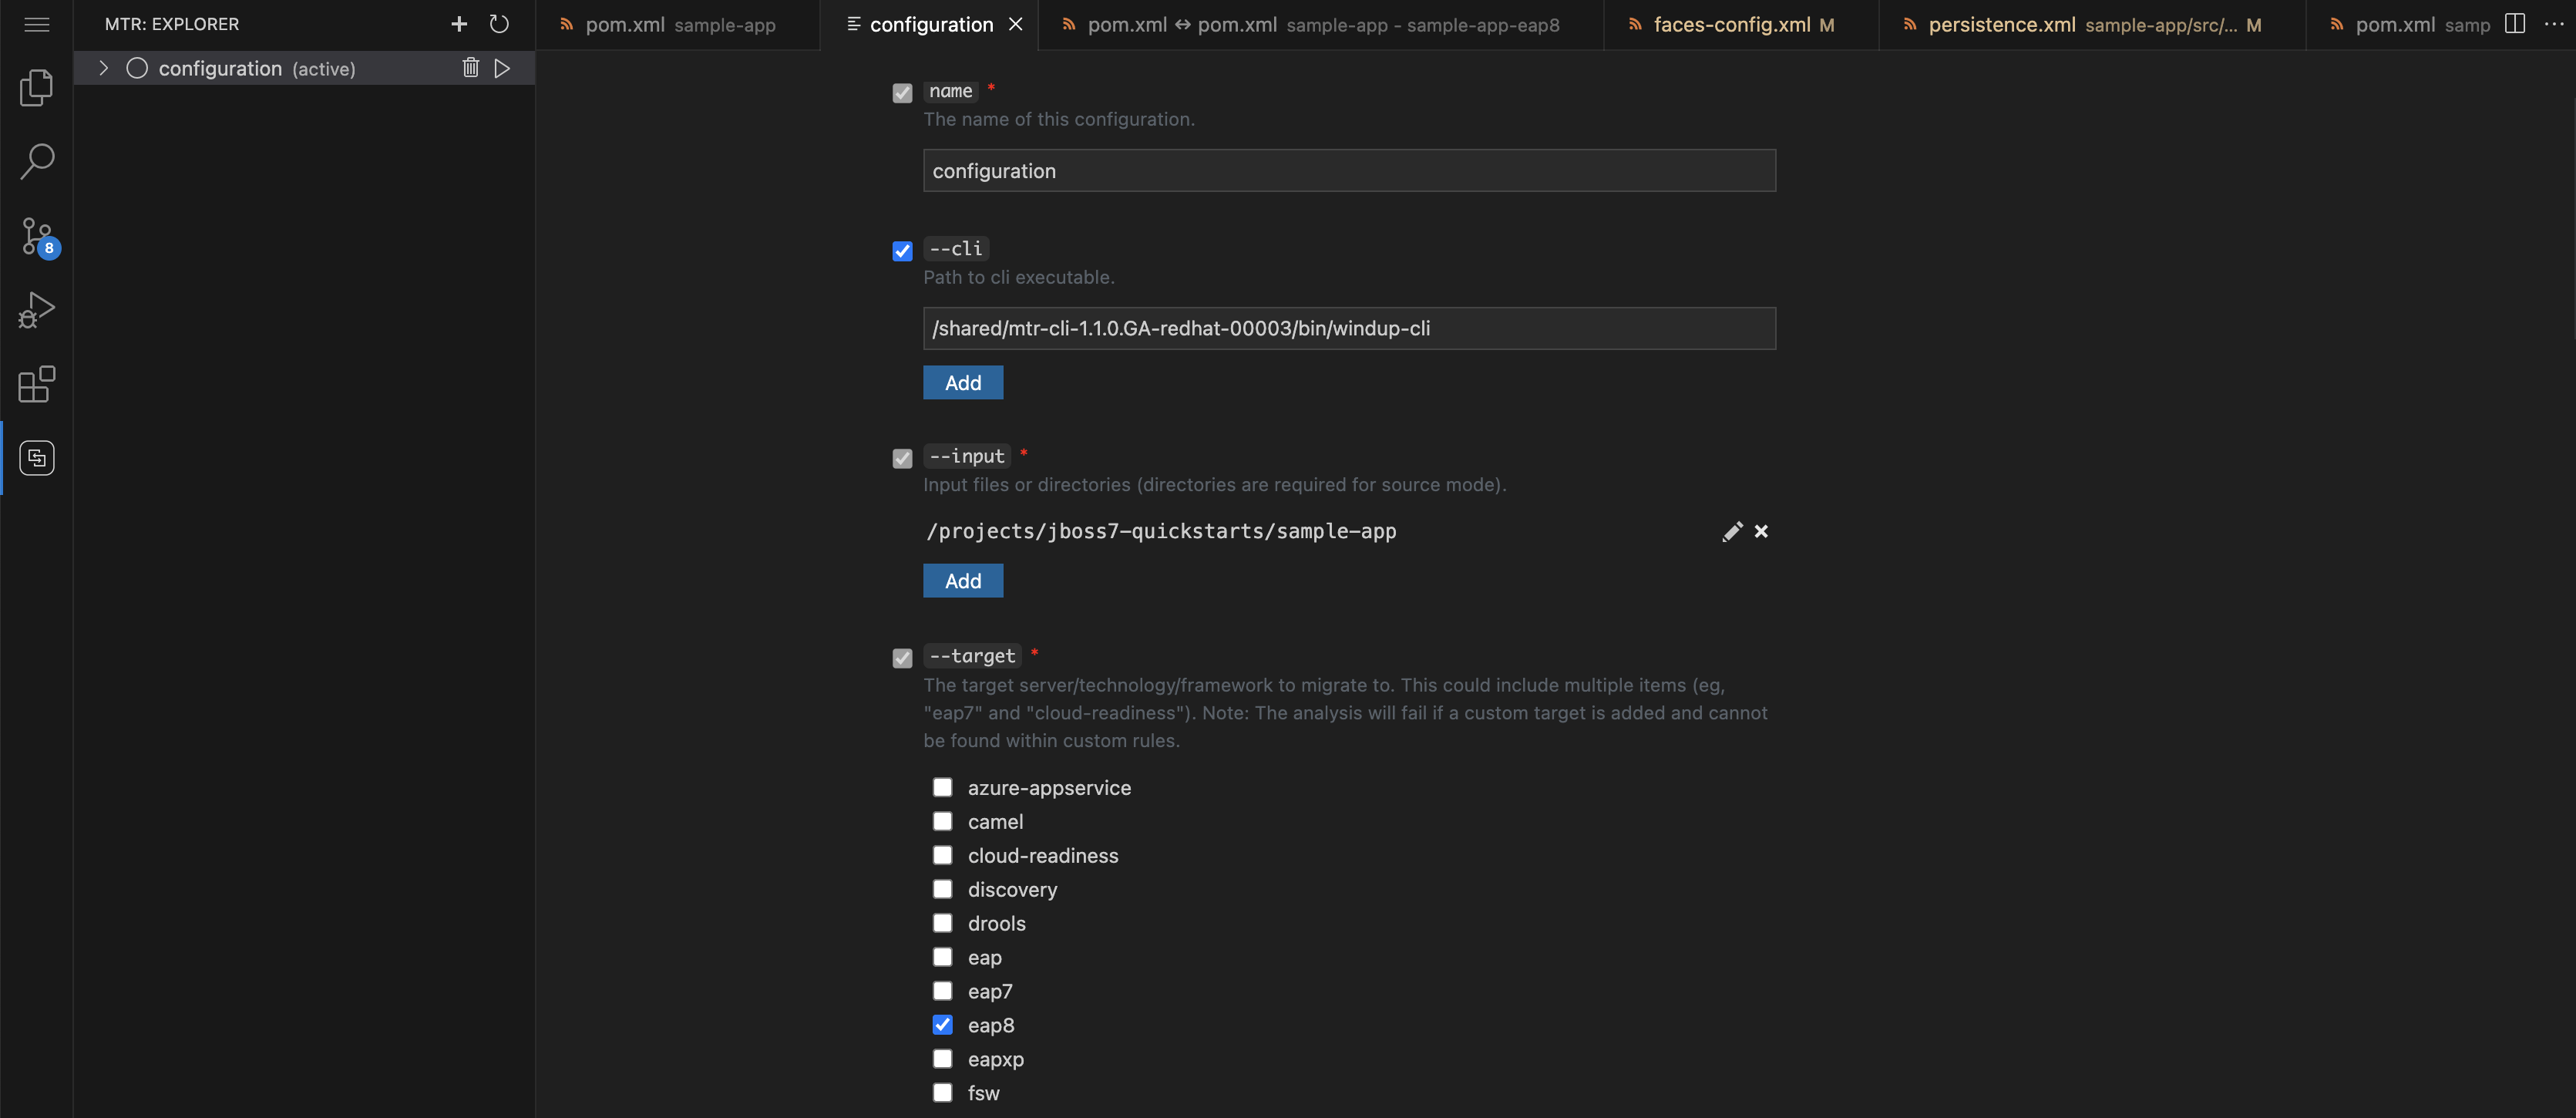 MTR: EXPLORER
configuration (active)
8
pom.xml sample-app
configuration
pom.xml ↔ pom.xml sample-app - sample-app-eap8
faces-config.xml M
persistence.xml sample-app/src/... M
pom.xml samp
name *
The name of this configuration.
configuration
--cli
Path to cli executable.
/shared/mtr-cli-1.1.0.GA-redhat-00003/bin/windup-cli
Add
--input *
Input files or directories (directories are required for source mode).
/projects/jboss7-quickstarts/sample-app
Add
--target *
The target server/technology/framework to migrate to. This could include multiple items (eg,
"eap7" and "cloud-readiness"). Note: The analysis will fail if a custom target is added and cannot
be found within custom rules.
azure-appservice
camel
cloud-readiness
discovery
drools
eap
eap7
eap8
eapxp
fsw